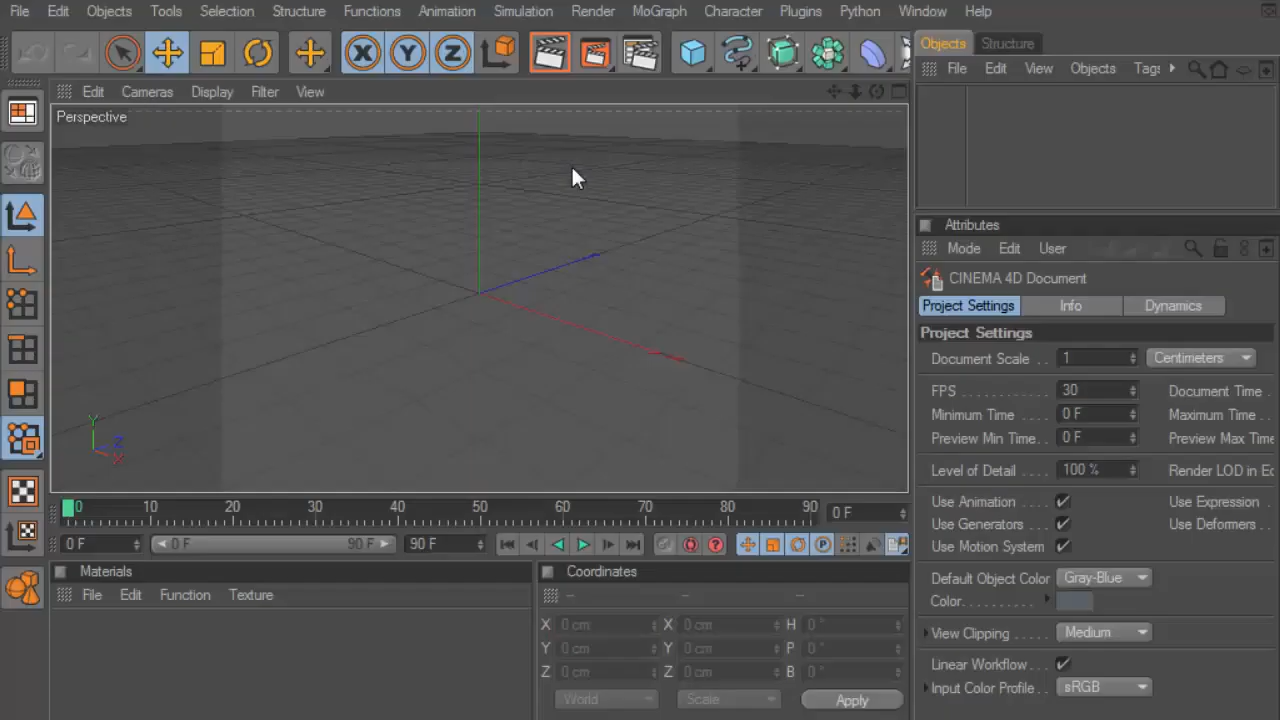 File Edit Objects Tools Selection Structure Functions Animation Simulation Render MoGraph Character Plugins Python Window Help
X Y Z
Objects Structure
File Edit View Objects Tags
Edit Cameras Display Filter View
Perspective
Y Z X
Attributes
Mode Edit User
CINEMA 4D Document
Project Settings Info Dynamics
Project Settings
Document Scale . . 1 Centimeters
FPS . . . . . . . . . . . 30 Document Time .
Minimum Time . . . 0 F Maximum Time . .
Preview Min Time. . . 0 F Preview Max Time
Level of Detail . . . . 100 % Render LOD in Ed
Use Animation . . . Use Expression .
Use Generators . . . Use Deformers. . .
Use Motion System
Default Object Color Gray-Blue
Color. . . . . . . . . .
View Clipping . . . . . Medium
Linear Workflow. . .
Input Color Profile. . sRGB
0 10 20 30 40 50 60 70 80 90 0 F
0 F 0 F 90 F 90 F ? P
Materials
File Edit Function Texture
Coordinates
-- -- --
X 0 cm X 0 cm H 0 °
Y 0 cm Y 0 cm P 0 °
Z 0 cm Z 0 cm B 0 °
World Scale Apply